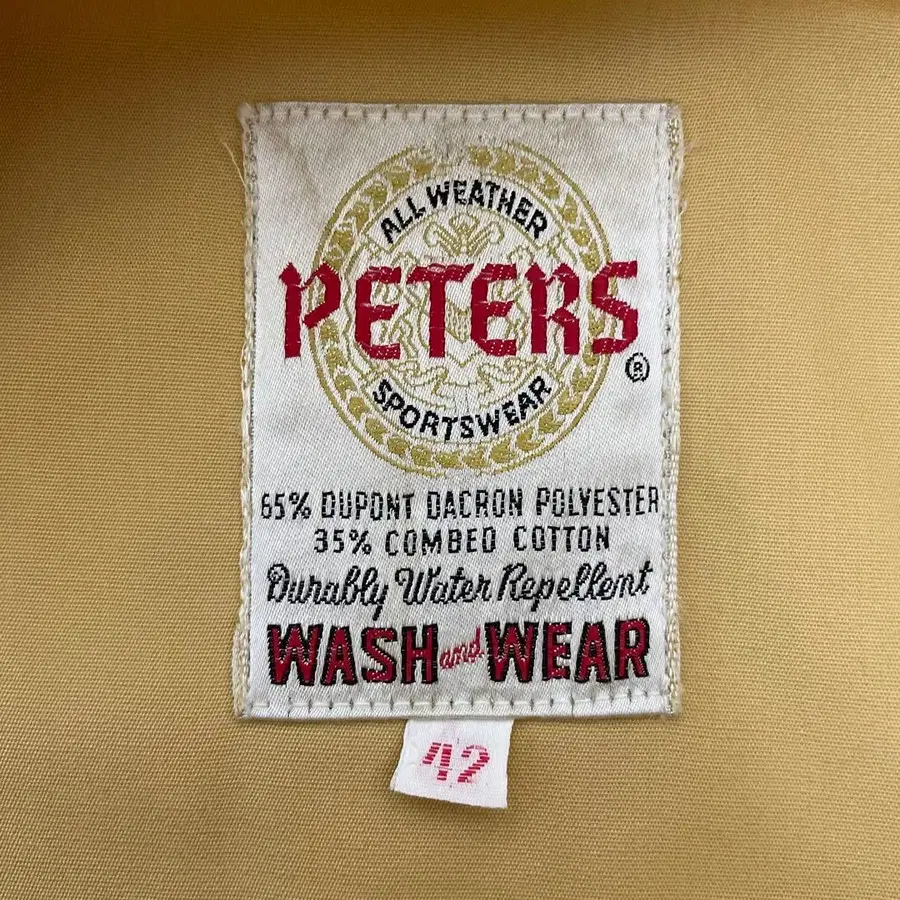 ALL WEATHER
PETERS
®
SPORTSWEAR
65% DUPONT DACRON POLYESTER
35% COMBED COTTON
Durably Water Repellent
WASH and WEAR
42